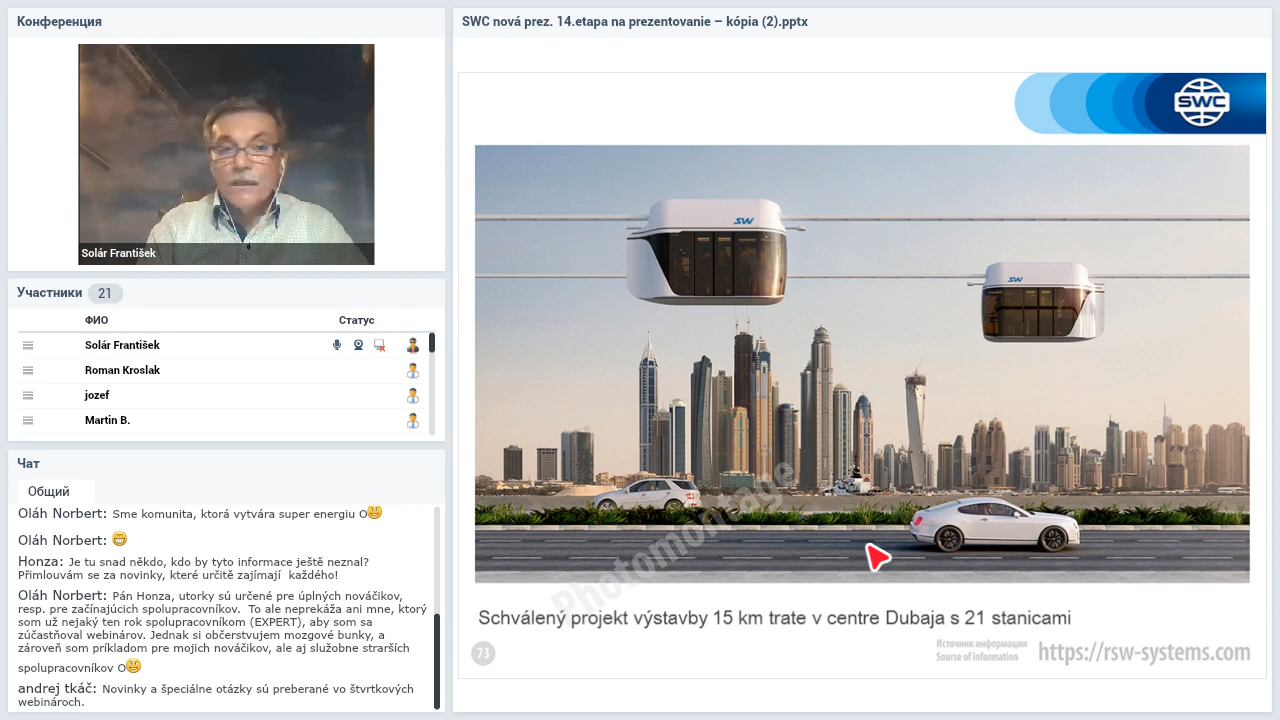 Конференция
Solár František
Участники 21
ФИО Статус
Solár František
Roman Kroslak
jozef
Martin B.
Чат
Общий
Oláh Norbert: Sme komunita, ktorá vytvára super energiu O
Oláh Norbert:
Honza: Je tu snad někdo, kdo by tyto informace ještě neznal?
Přimlouvám se za novinky, které určitě zajímají každého!
Oláh Norbert: Pán Honza, utorky sú určené pre úplných nováčikov,
resp. pre začínajúcich spolupracovníkov. To ale neprekáža ani mne, ktorý
som už nejaký ten rok spolupracovníkom (EXPERT), aby som sa
zúčastňoval webinárov. Jednak si občerstvujem mozgové bunky, a
zároveň som príkladom pre mojich nováčikov, ale aj služobne starších
spolupracovníkov O
andrej tkáč: Novinky a špeciálne otázky sú preberané vo štvrtkových
webinároch.
SWC nová prez. 14.etapa na prezentovanie – kópia (2).pptx
SWC
SW
SW
Photomontage
Schválený projekt výstavby 15 km trate v centre Dubaja s 21 stanicami
73
Источник информации
Sourse of information
https://rsw-systems.com